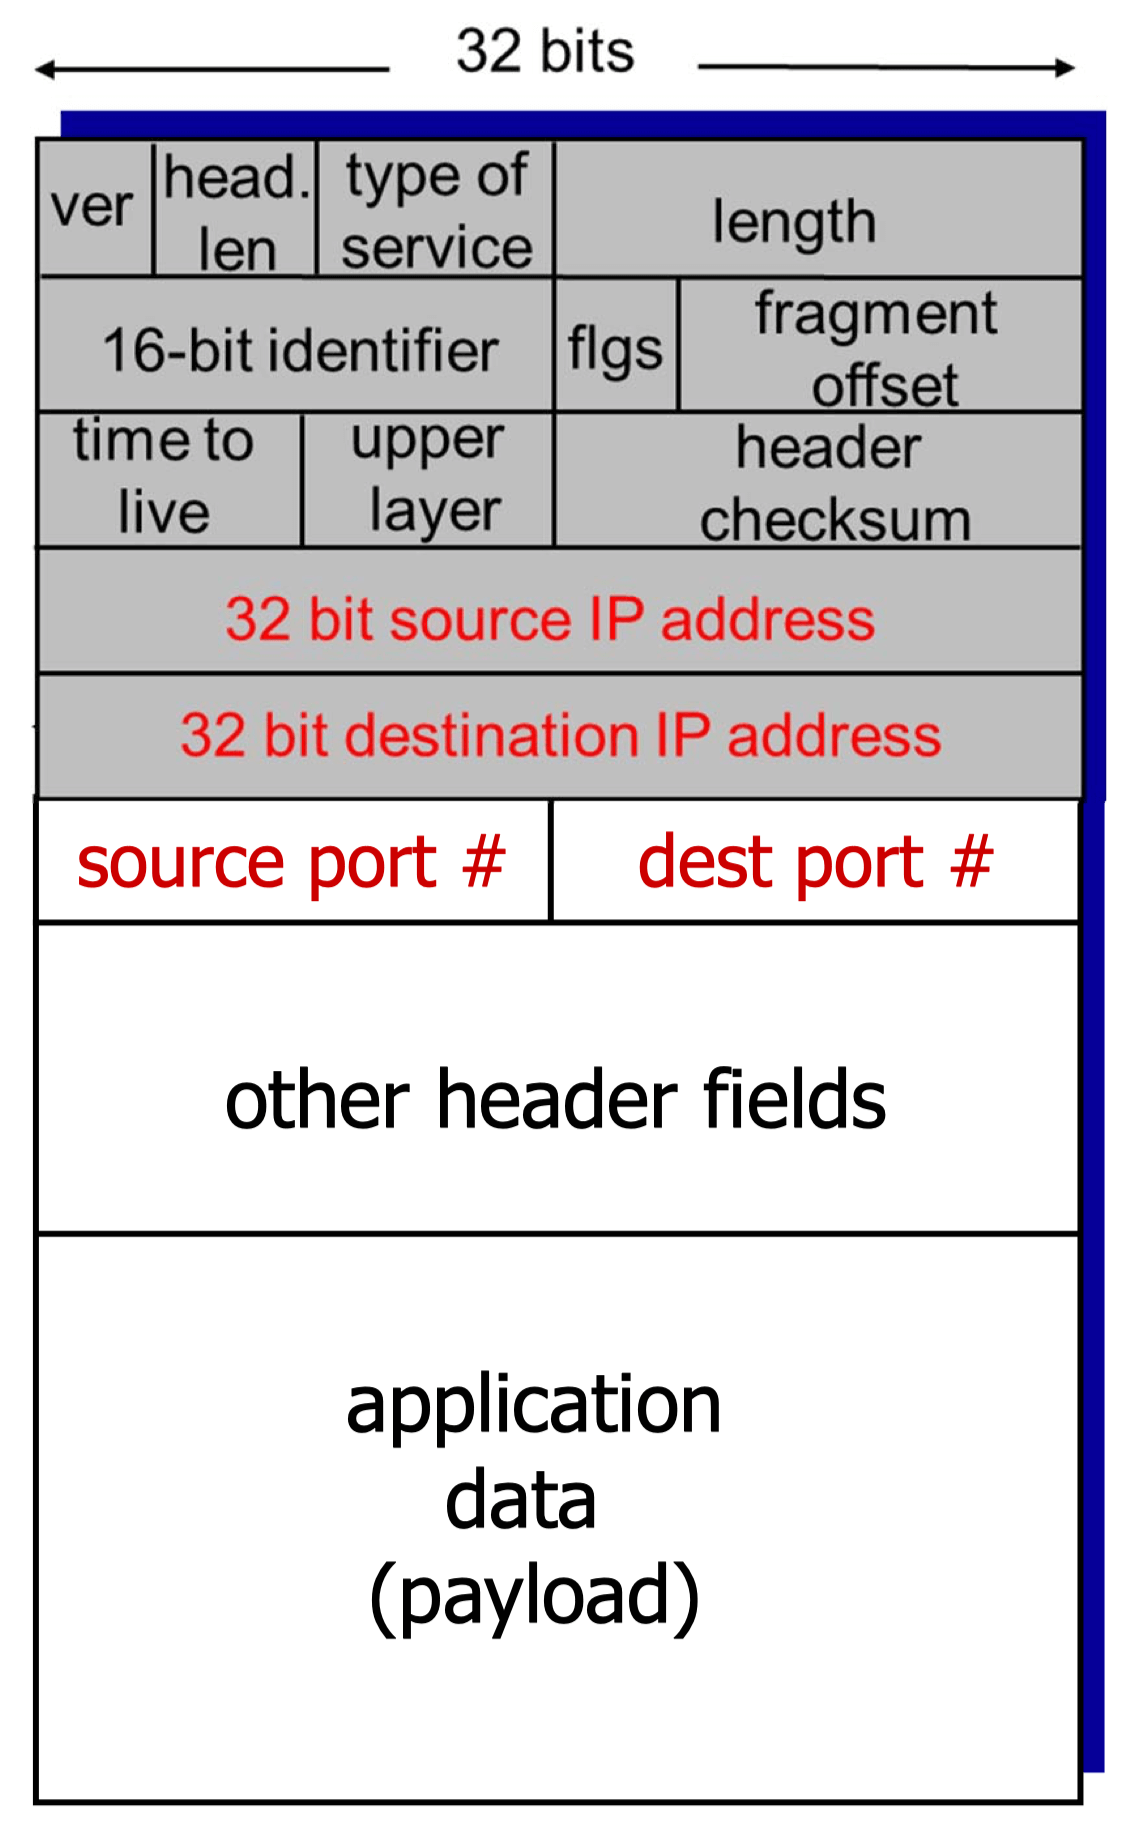 32 bits
ver
head.
len
type of
service
length
16-bit identifier
flgs
fragment
offset
time to
live
upper
layer
header
checksum
32 bit source IP address
32 bit destination IP address
source port #
dest port #
other header fields
application
data
(payload)